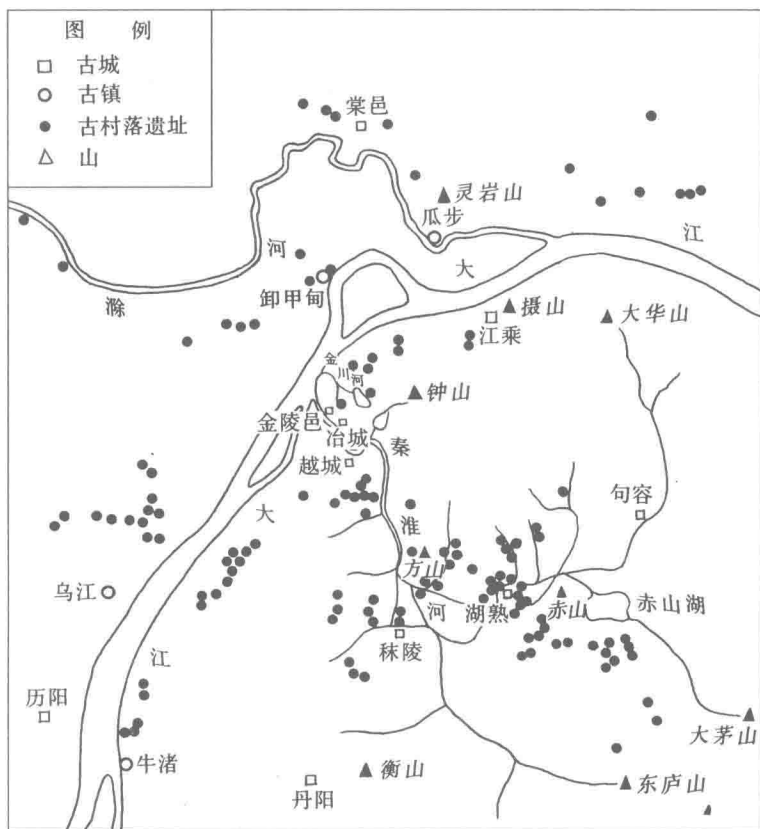 图 例
古城
古镇
古村落遗址
山
棠邑
灵岩山
瓜步
河
大
江
滁
卸甲甸
摄山
江乘
大华山
金川河
钟山
金陵邑
冶城
越城
秦
大
淮
句容
方山
乌江
河
湖熟
赤山
赤山湖
江
秣陵
历阳
大茅山
牛渚
衡山
东庐山
丹阳